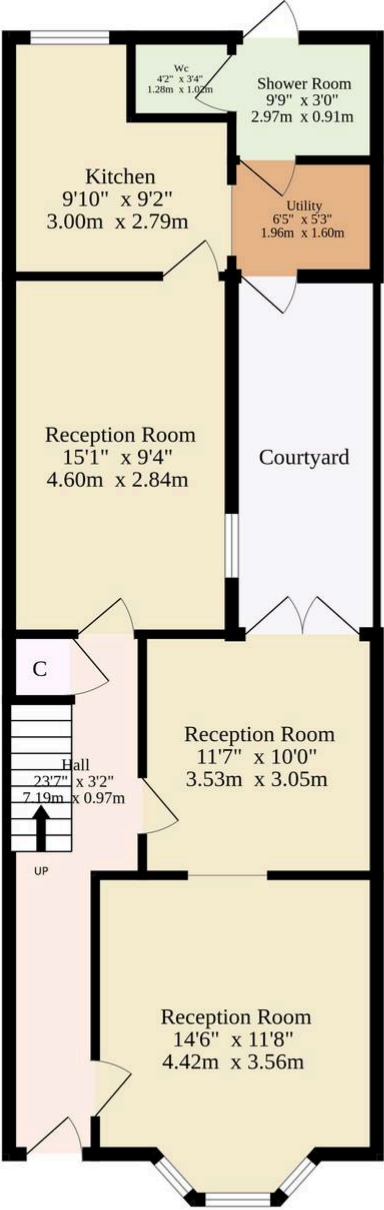 Wc
4'2" x 3'4"
1.28m x 1.02m
Shower Room
9'9" x 3'0"
2.97m x 0.91m
Kitchen
9'10" x 9'2"
3.00m x 2.79m
Utility
6'5" x 5'3"
1.96m x 1.60m
Reception Room
15'1" x 9'4"
4.60m x 2.84m
Courtyard
C
Reception Room
11'7" x 10'0"
3.53m x 3.05m
Hall
23'7" x 3'2"
7.19m x 0.97m
UP
Reception Room
14'6" x 11'8"
4.42m x 3.56m